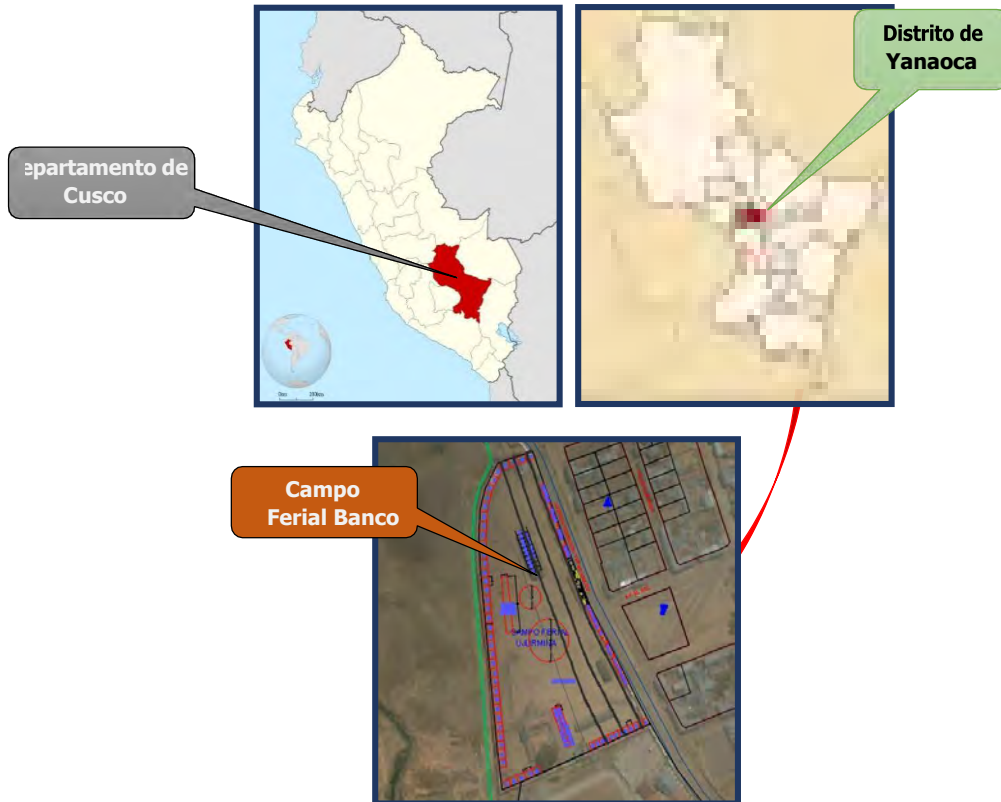 Distrito de
Yanaoca
epartamento de
Cusco
Campo
Ferial Banco
CAMPO FERIAL